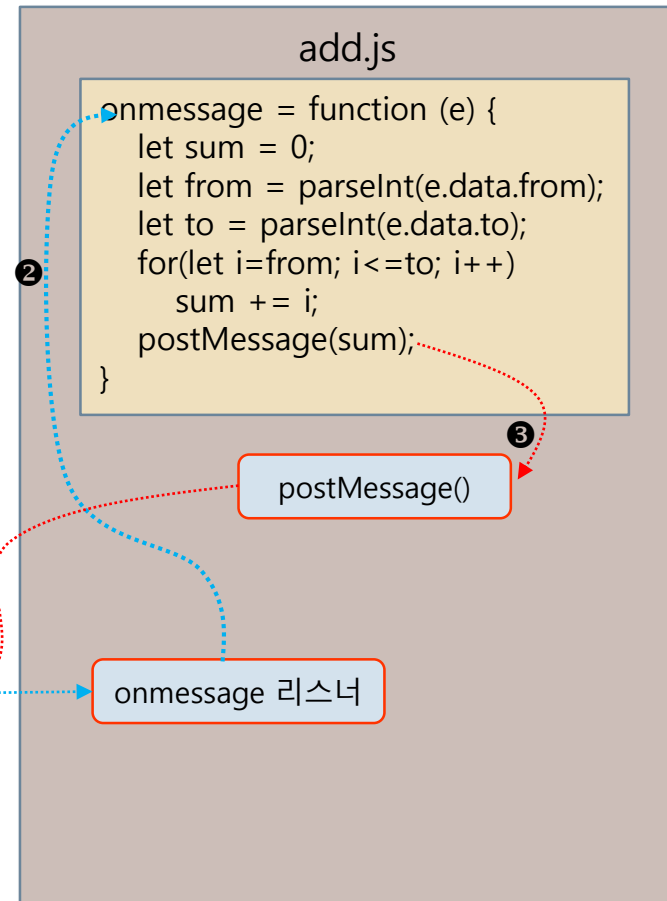 add.js
onmessage = function (e) {
let sum = 0;
let from = parseInt(e.data.from);
let to = parseInt(e.data.to);
for(let i=from; i<=to; i++)
sum += i;
postMessage(sum);
}
❷
❸
postMessage()
onmessage 리스너